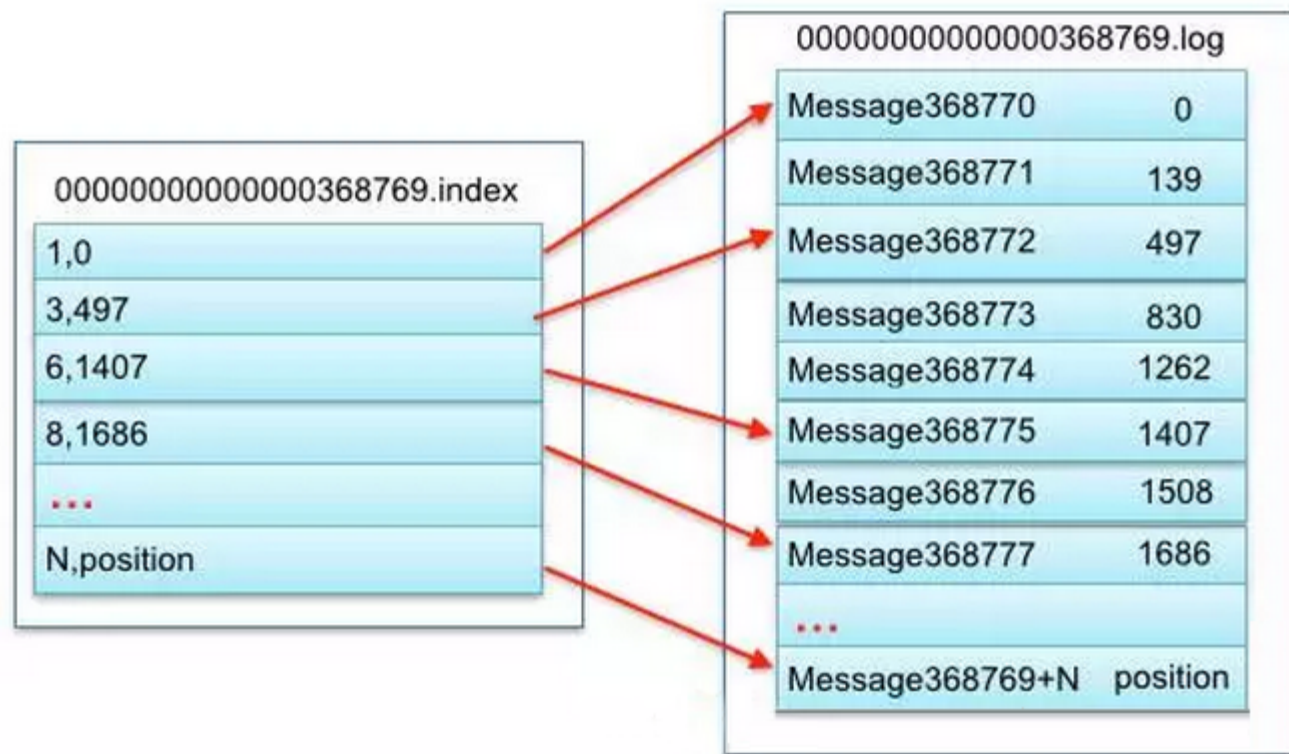 00000000000000368769.index
1,0
3,497
6,1407
8,1686
...
N,position
00000000000000368769.log
Message368770 0
Message368771 139
Message368772 497
Message368773 830
Message368774 1262
Message368775 1407
Message368776 1508
Message368777 1686
...
Message368769+N position